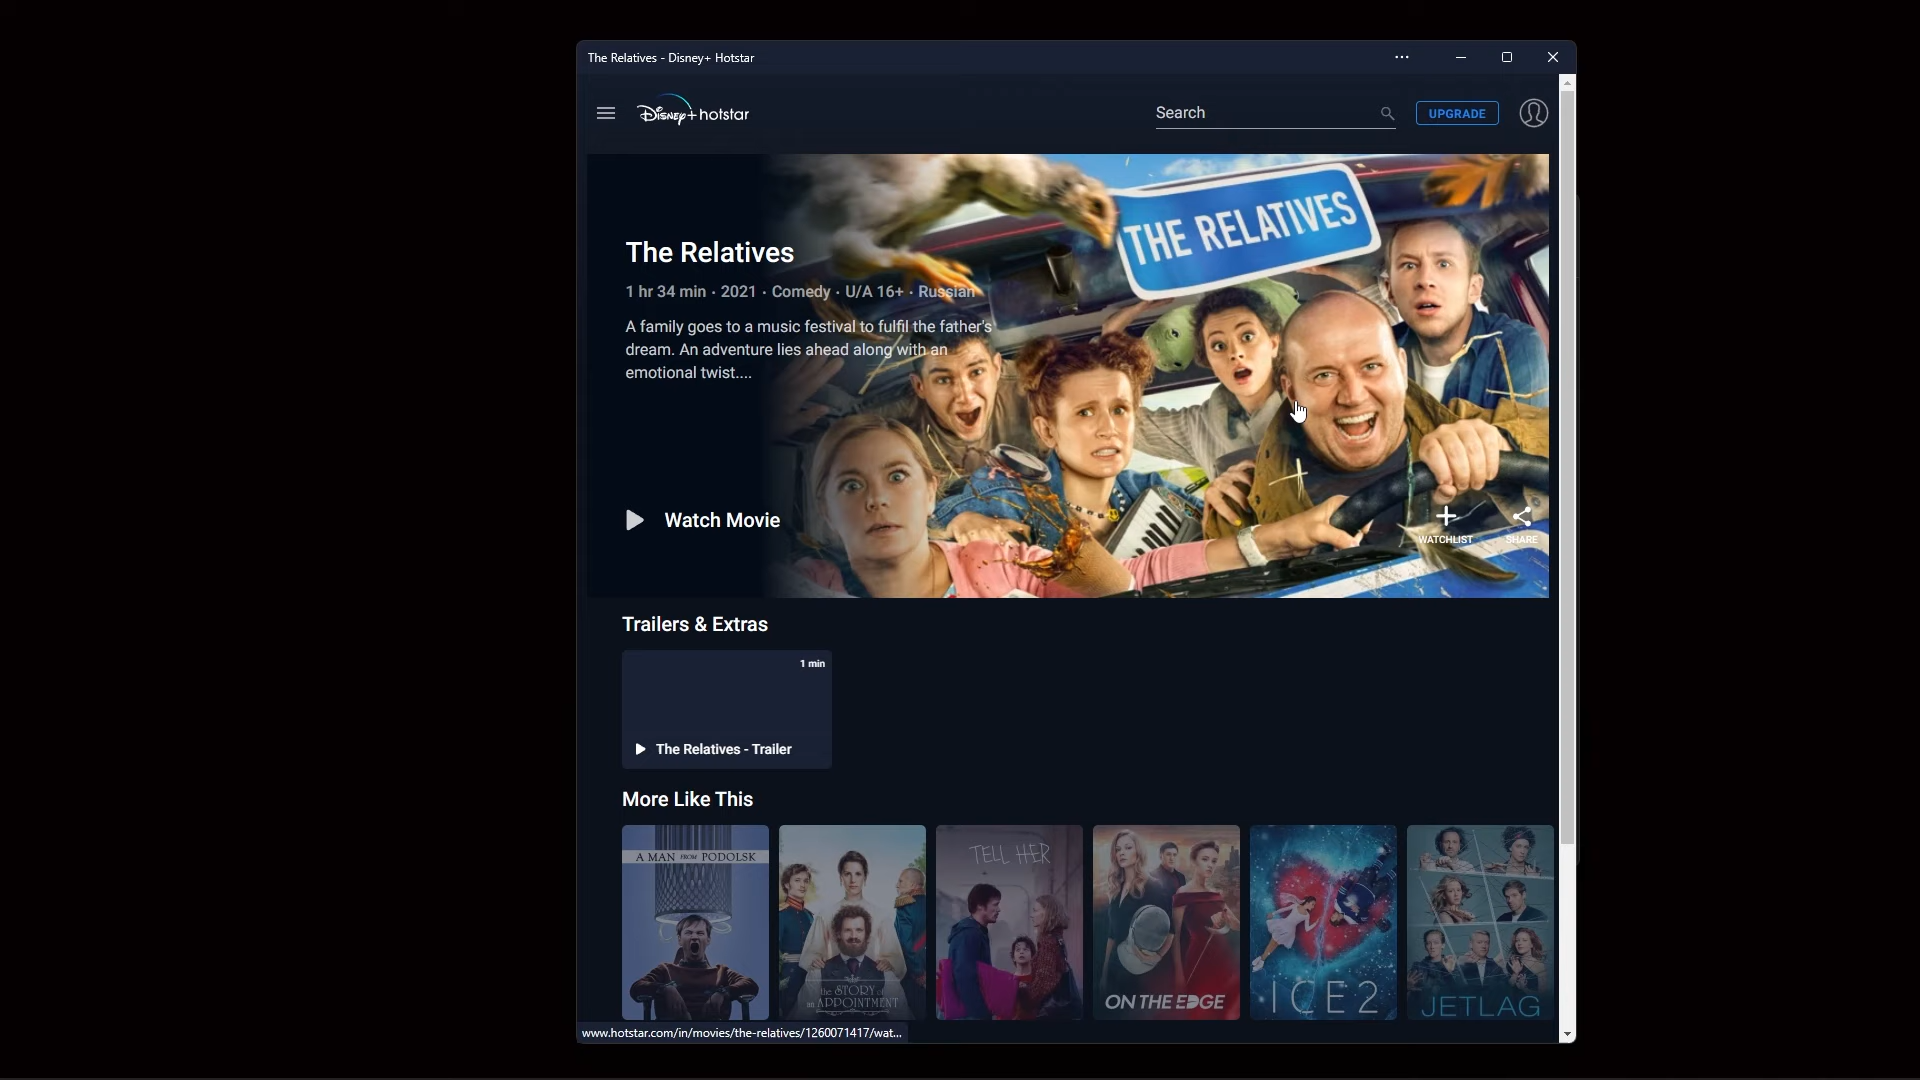 The Relatives - Disney+ Hotstar
Disney+ hotstar
Search
UPGRADE
THE RELATIVES
The Relatives
1 hr 34 min · 2021 · Comedy · U/A 16+ · Russian
A family goes to a music festival to fulfil the father's
dream. An adventure lies ahead along with an
emotional twist....
Watch Movie
WATCHLIST
SHARE
Trailers & Extras
1 min
The Relatives - Trailer
More Like This
A MAN FROM PODOLSK
the STORY of
an APPOINTMENT
TELL HER
ON THE EDGE
ICE 2
JETLAG
www.hotstar.com/in/movies/the-relatives/1260071417/wat...